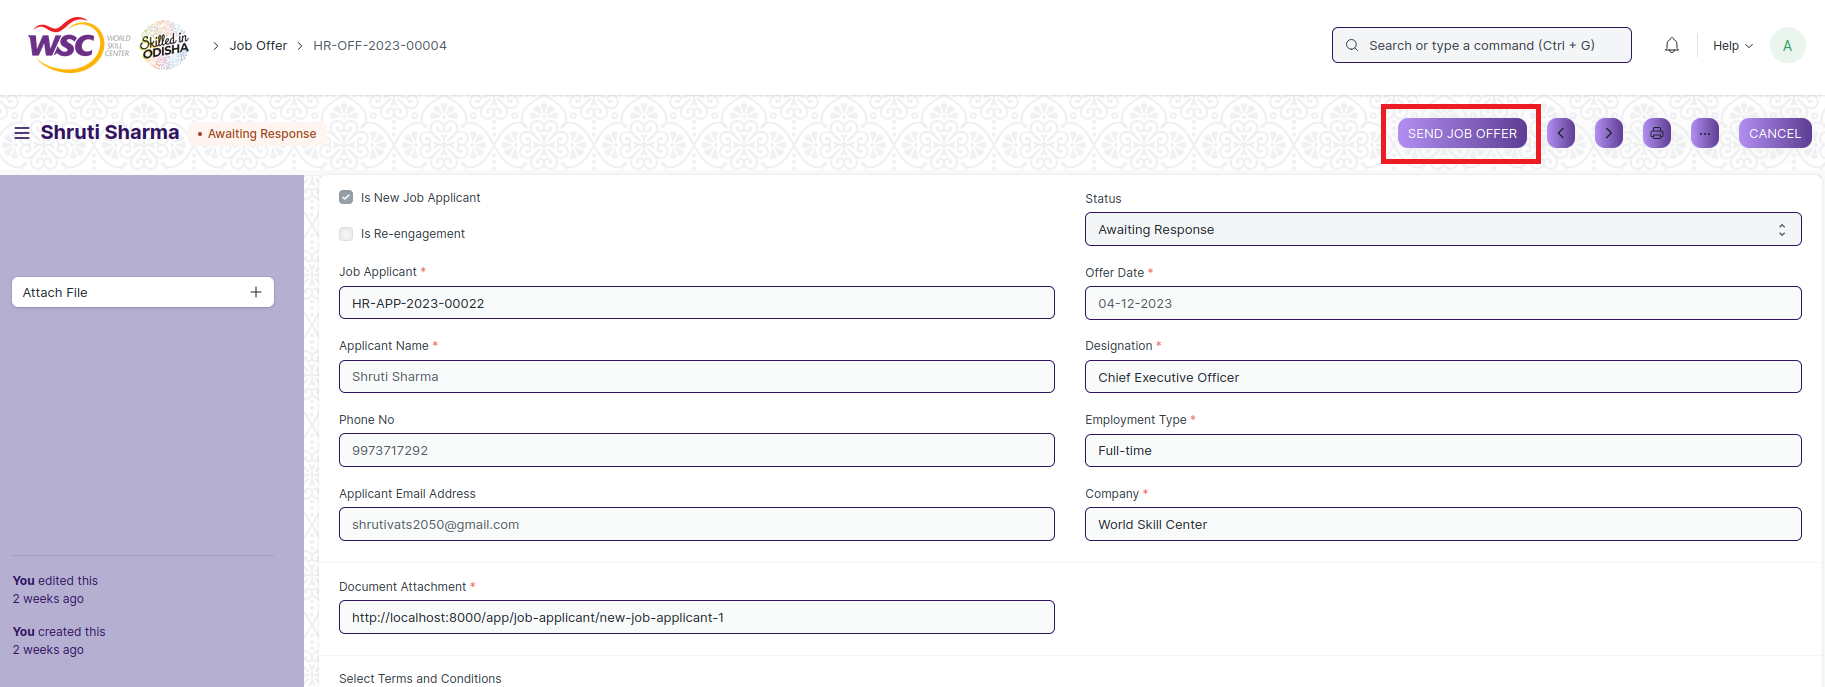 WSC WORLD SKILL CENTER Skilled in ODISHA
Job Offer HR-OFF-2023-00004
Search or type a command (Ctrl + G)
Help
A
Shruti Sharma
• Awaiting Response
SEND JOB OFFER
...
CANCEL
Attach File
You edited this
2 weeks ago
You created this
2 weeks ago
Is New Job Applicant
Is Re-engagement
Job Applicant *
HR-APP-2023-00022
Applicant Name *
Shruti Sharma
Phone No
9973717292
Applicant Email Address
shrutivats2050@gmail.com
Status
Awaiting Response
Offer Date *
04-12-2023
Designation *
Chief Executive Officer
Employment Type *
Full-time
Company *
World Skill Center
Document Attachment *
http://localhost:8000/app/job-applicant/new-job-applicant-1
Select Terms and Conditions